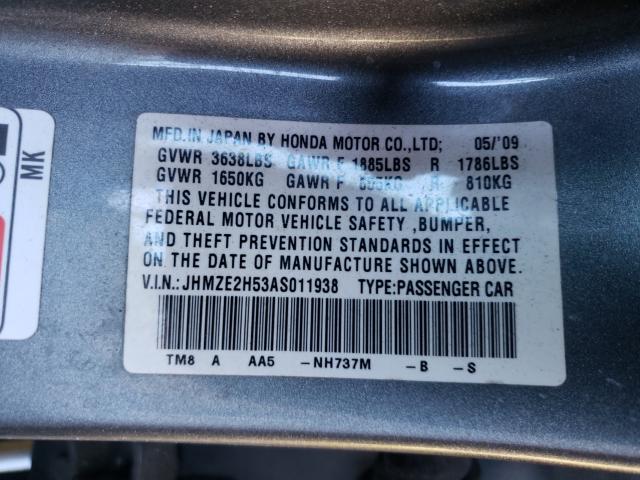 MFD.IN JAPAN BY HONDA MOTOR CO.,LTD; 05/'09
GVWR 3638LBS GAWR F 1885LBS R 1786LBS
GVWR 1650KG GAWR F 855KG R 810KG
THIS VEHICLE CONFORMS TO ALL APPLICABLE
FEDERAL MOTOR VEHICLE SAFETY ,BUMPER,
AND THEFT PREVENTION STANDARDS IN EFFECT
ON THE DATE OF MANUFACTURE SHOWN ABOVE.
V.I.N.: JHMZE2H53AS011938 TYPE:PASSENGER CAR
TM8 A AA5 -NH737M -B -S
MK